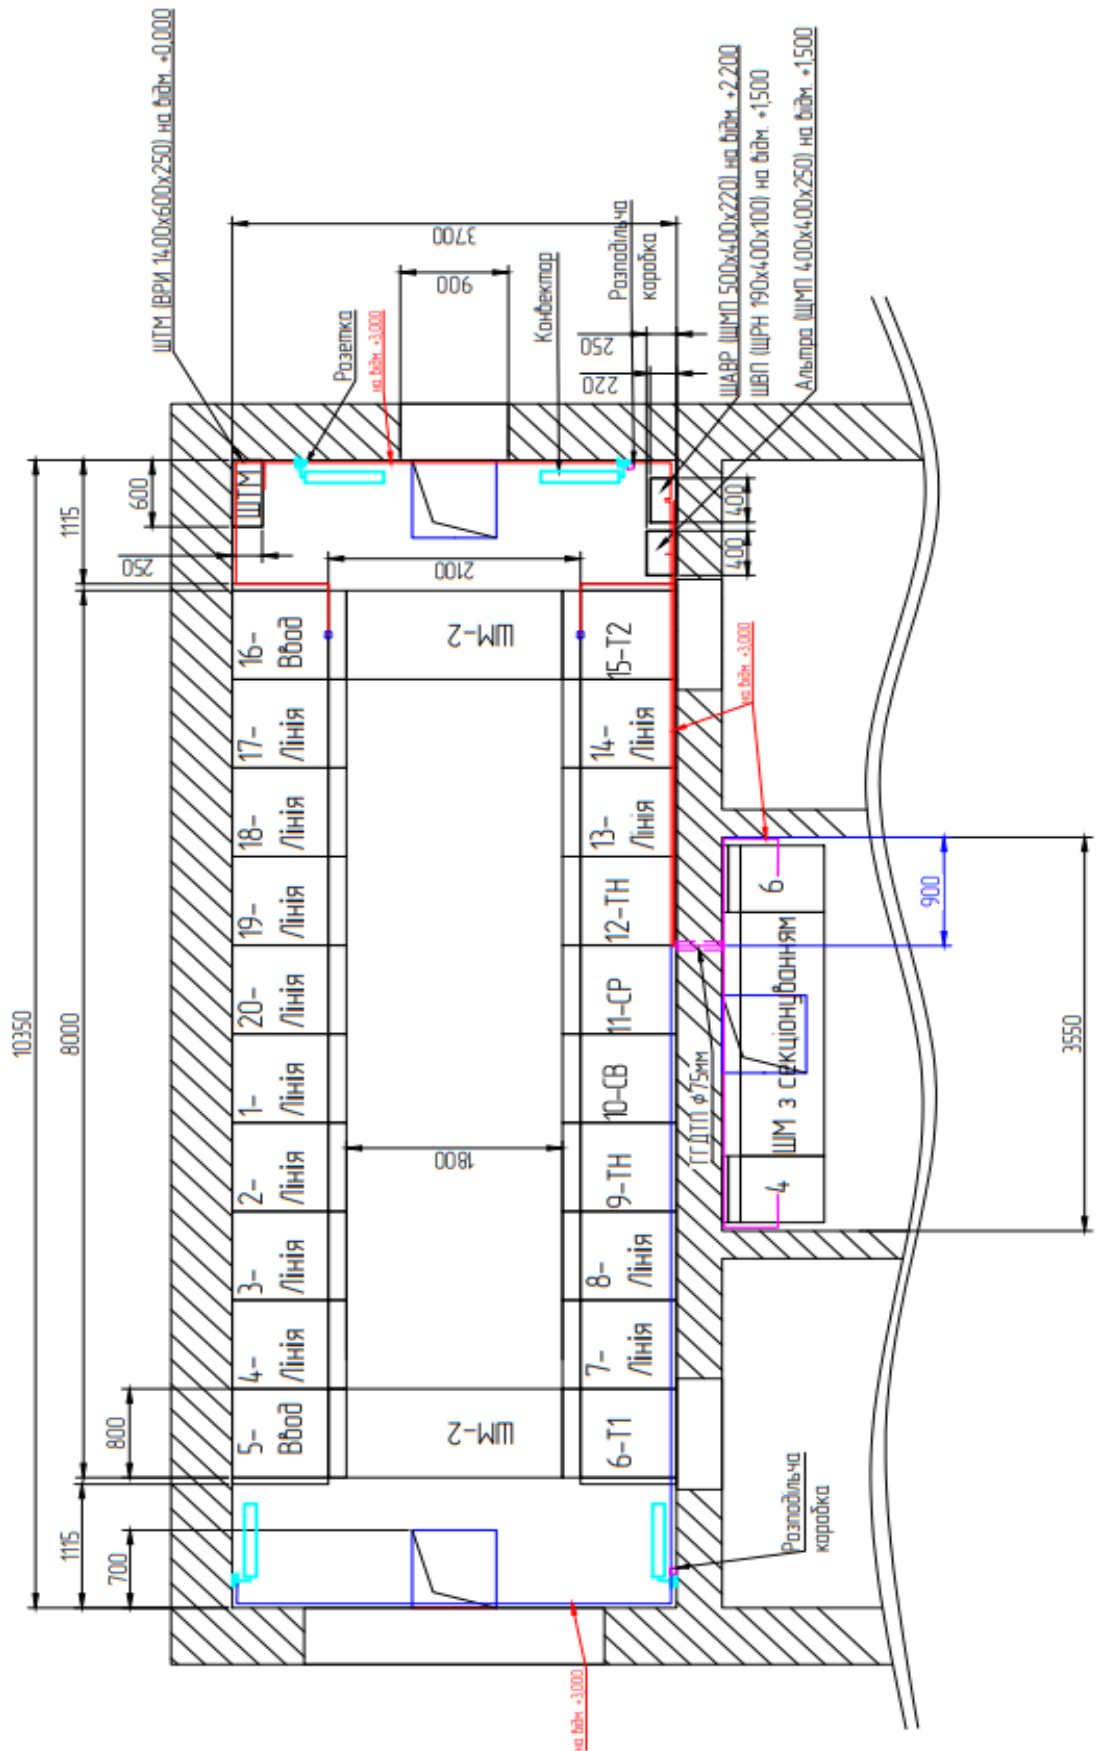 ШТМ (ВРИ 1400х600х250) на відм. +0,000
Розетка
на відм. +3,000
3700
900
Конвектор
Розподільча
коробка
250
220
ШАВР (ЩМП 500х400х220) на відм. +2,200
ШВП (ЩРН 190х400х100) на відм. +1,500
Альтра (ЩМП 400х400х250) на відм. +1,500
10350
8000
1115
600
ШТМ
250
2100
400
400
16-
Ввод
17-
Лінія
18-
Лінія
19-
Лінія
20-
Лінія
1-
Лінія
2-
Лінія
3-
Лінія
4-
Лінія
5-
Ввод
ШМ-2
ШМ-2
1800
15-Т2
14-
Лінія
13-
Лінія
12-ТН
11-СР
10-СВ
9-ТН
8-
Лінія
7-
Лінія
6-Т1
на відм. +3,000
6
ШМ з секціонуванням
4
900
3550
ф75мм
800
1115
700
Розподільча
коробка
на відм. +3,000